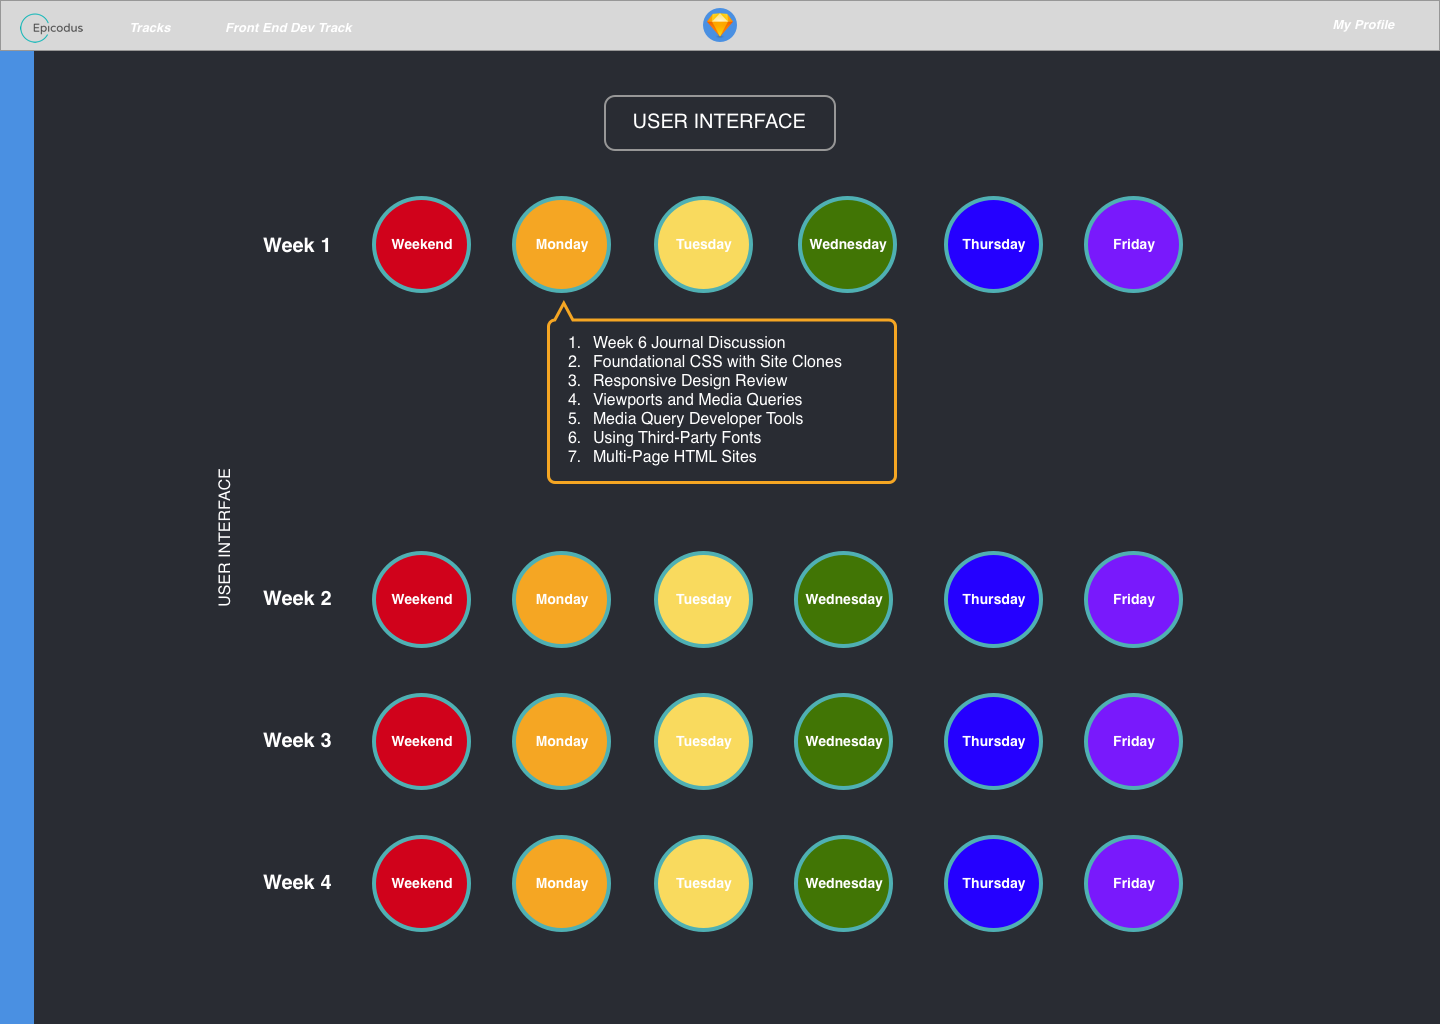 Epicodus
Tracks
Front End Dev Track
My Profile
USER INTERFACE
Week 1
Weekend
Monday
Tuesday
Wednesday
Thursday
Friday
1. Week 6 Journal Discussion
2. Foundational CSS with Site Clones
3. Responsive Design Review
4. Viewports and Media Queries
5. Media Query Developer Tools
6. Using Third-Party Fonts
7. Multi-Page HTML Sites
USER INTERFACE
Week 2
Weekend
Monday
Tuesday
Wednesday
Thursday
Friday
Week 3
Weekend
Monday
Tuesday
Wednesday
Thursday
Friday
Week 4
Weekend
Monday
Tuesday
Wednesday
Thursday
Friday